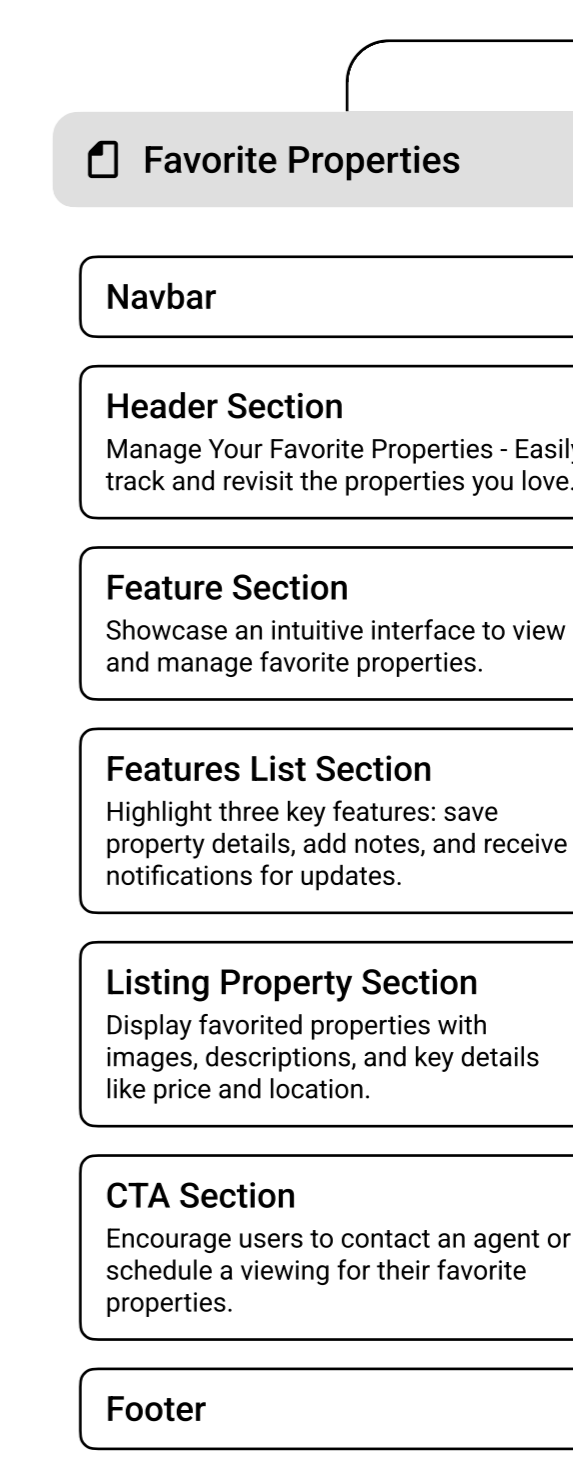 Favorite Properties
Navbar
Header Section
Manage Your Favorite Properties - Easily
track and revisit the properties you love.
Feature Section
Showcase an intuitive interface to view
and manage favorite properties.
Features List Section
Highlight three key features: save
property details, add notes, and receive
notifications for updates.
Listing Property Section
Display favorited properties with
images, descriptions, and key details
like price and location.
CTA Section
Encourage users to contact an agent or
schedule a viewing for their favorite
properties.
Footer